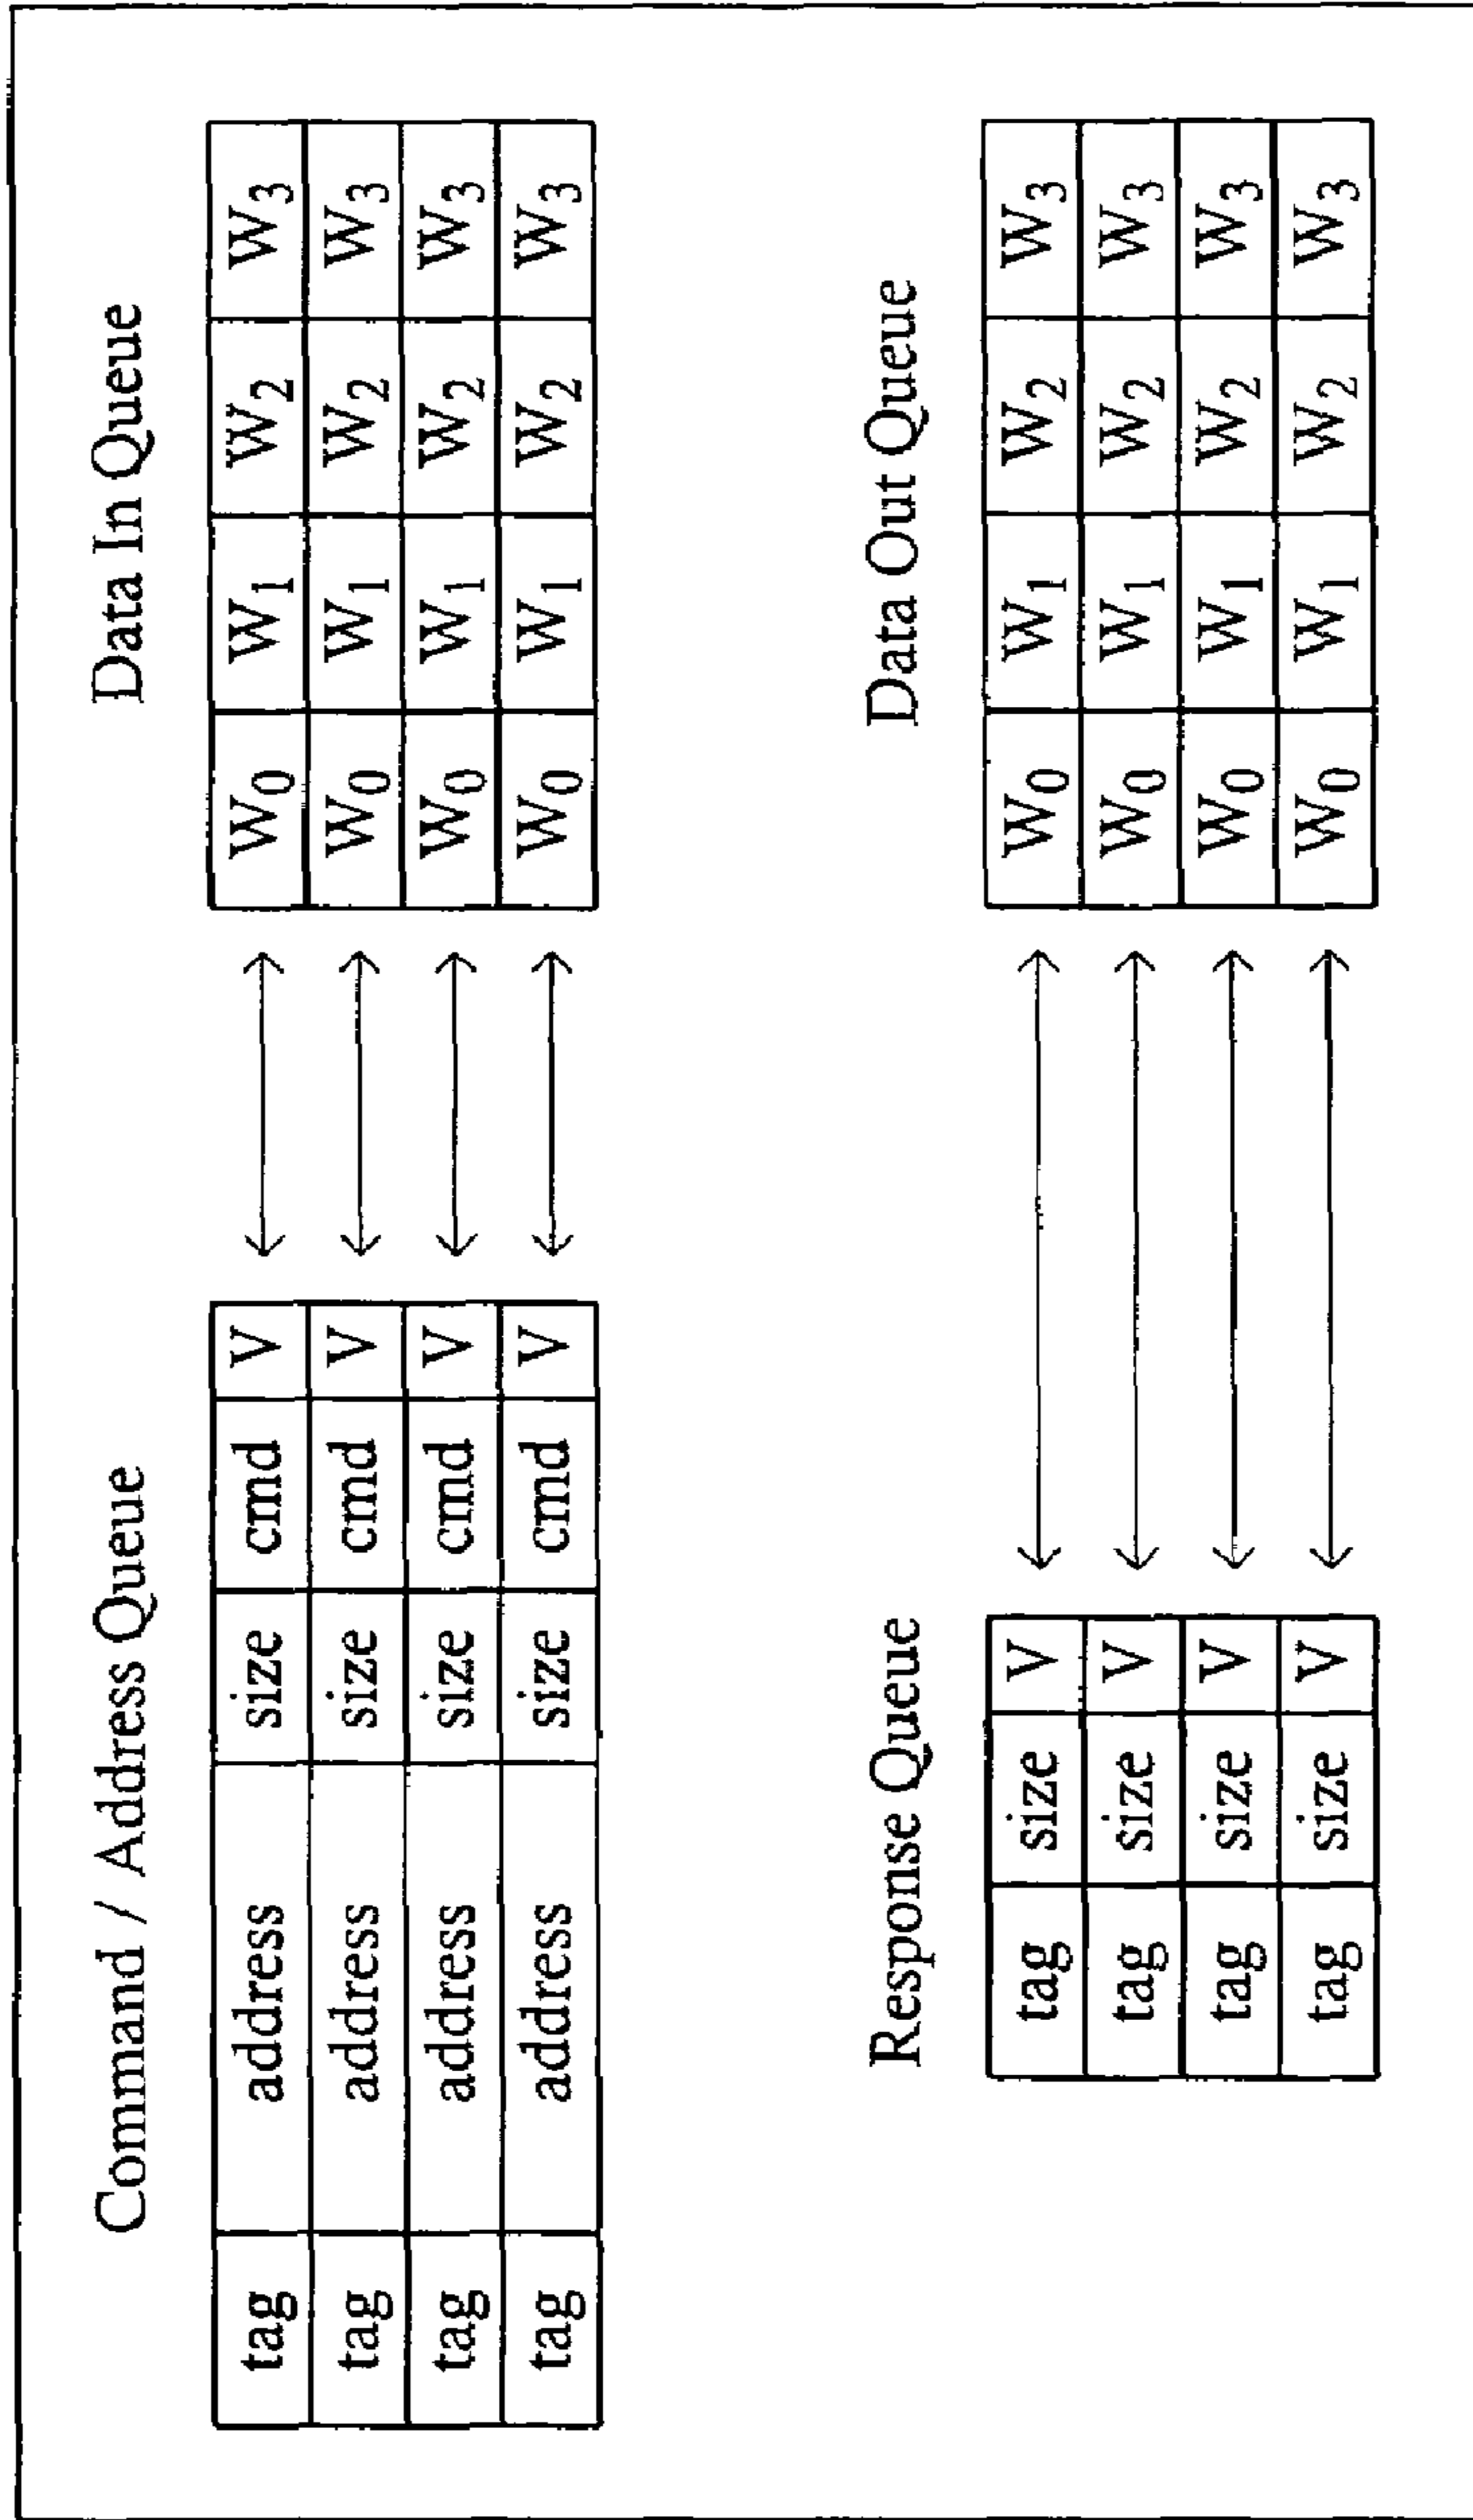 Command / Address Queue
Data In Queue
tag address size cmd V W0 W1 W2 W3
tag address size cmd V W0 W1 W2 W3
tag address size cmd V W0 W1 W2 W3
tag address size cmd V W0 W1 W2 W3
Response Queue
Data Out Queue
tag size V W0 W1 W2 W3
tag size V W0 W1 W2 W3
tag size V W0 W1 W2 W3
tag size V W0 W1 W2 W3